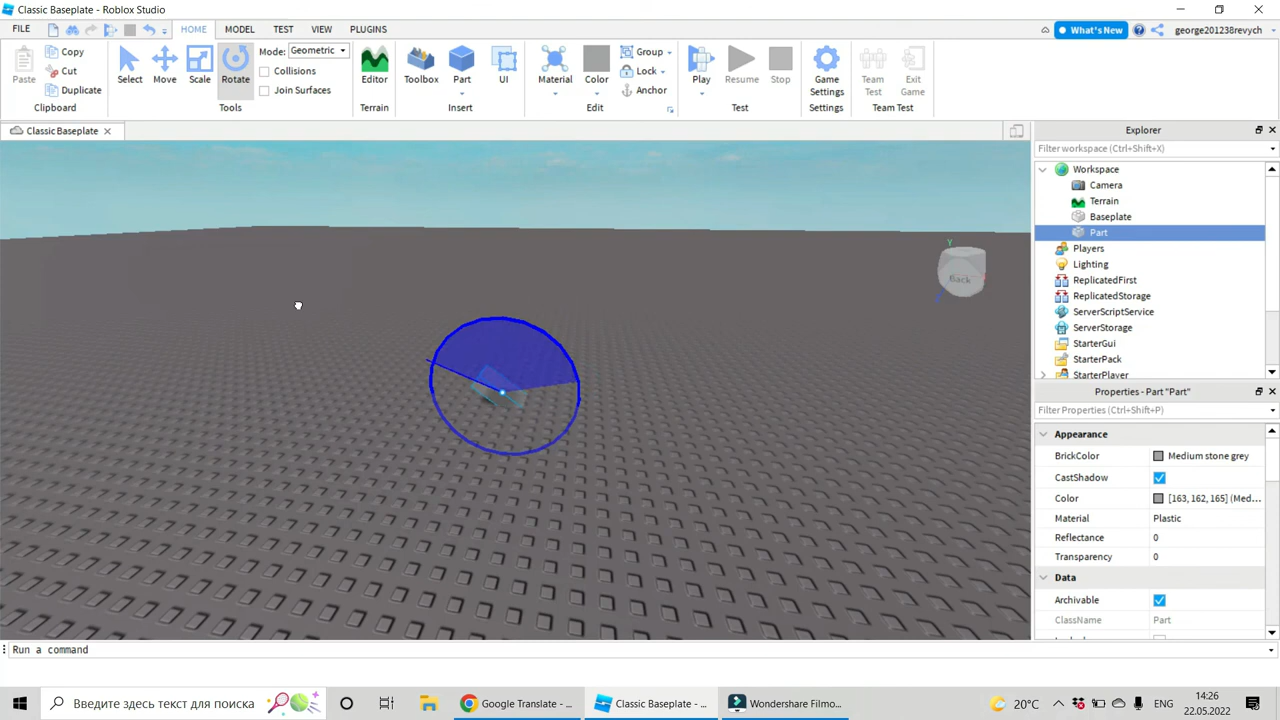 Classic Baseplate - Roblox Studio
FILE HOME MODEL TEST VIEW PLUGINS What's New george201238revych
Paste Copy Cut Duplicate Clipboard
Select Move Scale Rotate Mode: Geometric Collisions Join Surfaces Tools
Editor Terrain
Toolbox Part UI Insert
Material Color Group Lock Anchor Edit
Play Resume Stop Test
Game Settings Settings
Team Test Exit Game Team Test
Classic Baseplate
Y
Back
Explorer
Filter workspace (Ctrl+Shift+X)
Workspace
Camera
Terrain
Baseplate
Part
Players
Lighting
ReplicatedFirst
ReplicatedStorage
ServerScriptService
ServerStorage
StarterGui
StarterPack
StarterPlayer
Properties - Part "Part"
Filter Properties (Ctrl+Shift+P)
Appearance
BrickColor Medium stone grey
CastShadow
Color [163, 162, 165] (Med...
Material Plastic
Reflectance 0
Transparency 0
Data
Archivable
ClassName Part
Run a command
Введите здесь текст для поиска
Google Translate - ...
Classic Baseplate - ...
Wondershare Filmo...
20°C ENG 14:26
22.05.2022